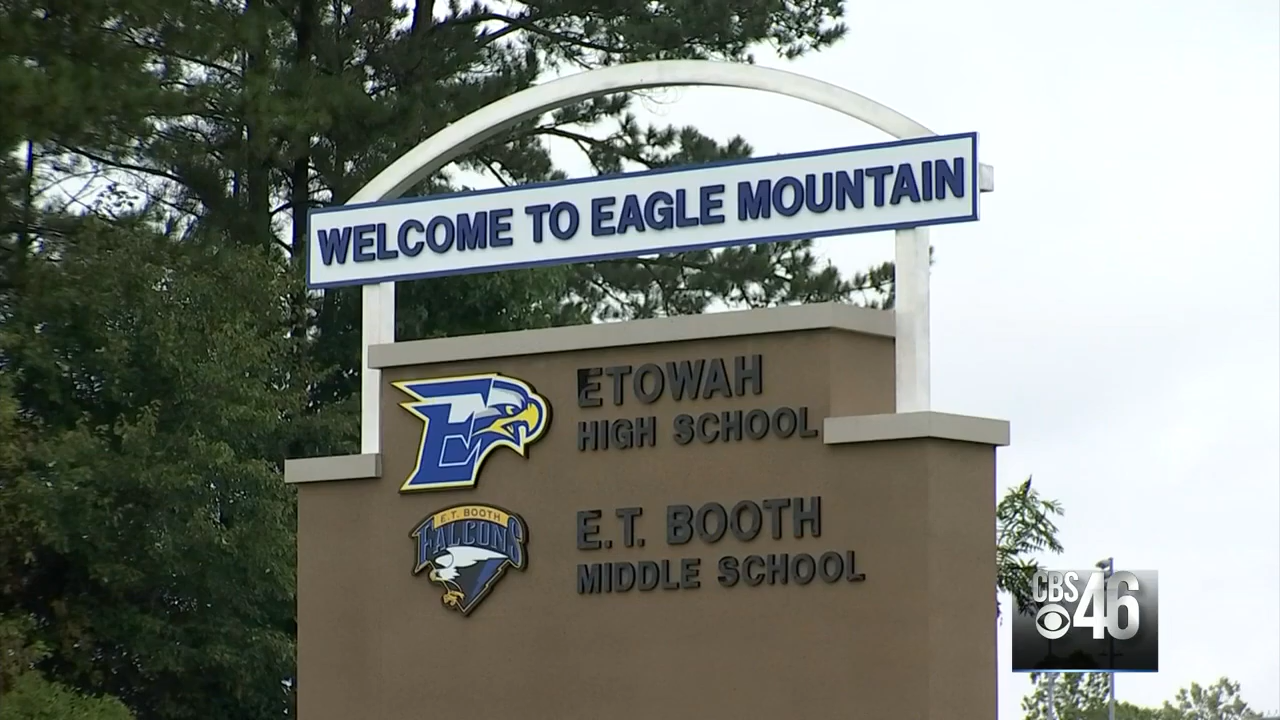 WELCOME TO EAGLE MOUNTAIN
ETOWAH
HIGH SCHOOL
E
E.T. BOOTH
FALCONS
E.T. BOOTH
MIDDLE SCHOOL
CBS 46